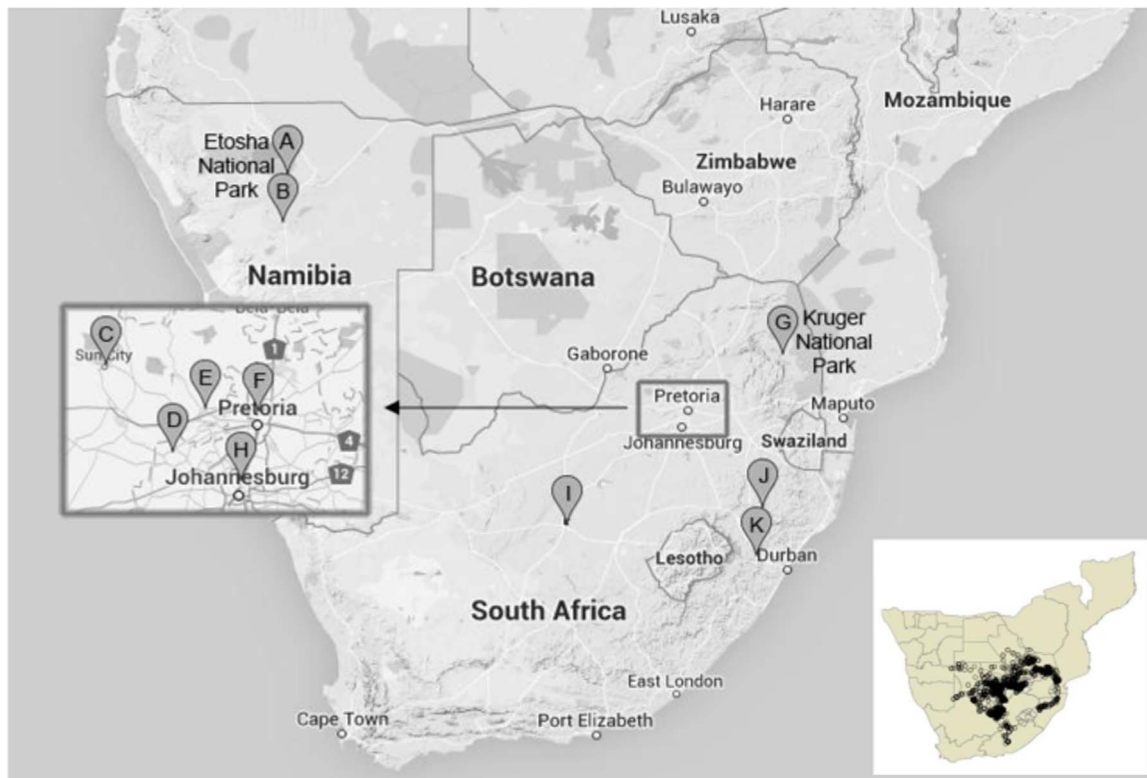 Lusaka
Harare
Mozambique
A
Etosha
National
Park
B
Zimbabwe
Bulawayo
Namibia
Botswana
C
Sun City
1
E
F
Pretoria
D
4
H
Johannesburg
12
G
Kruger
National
Park
Gaborone
Pretoria
Maputo
Johannesburg
Swaziland
J
I
K
Lesotho
Durban
South Africa
East London
Cape Town
Port Elizabeth